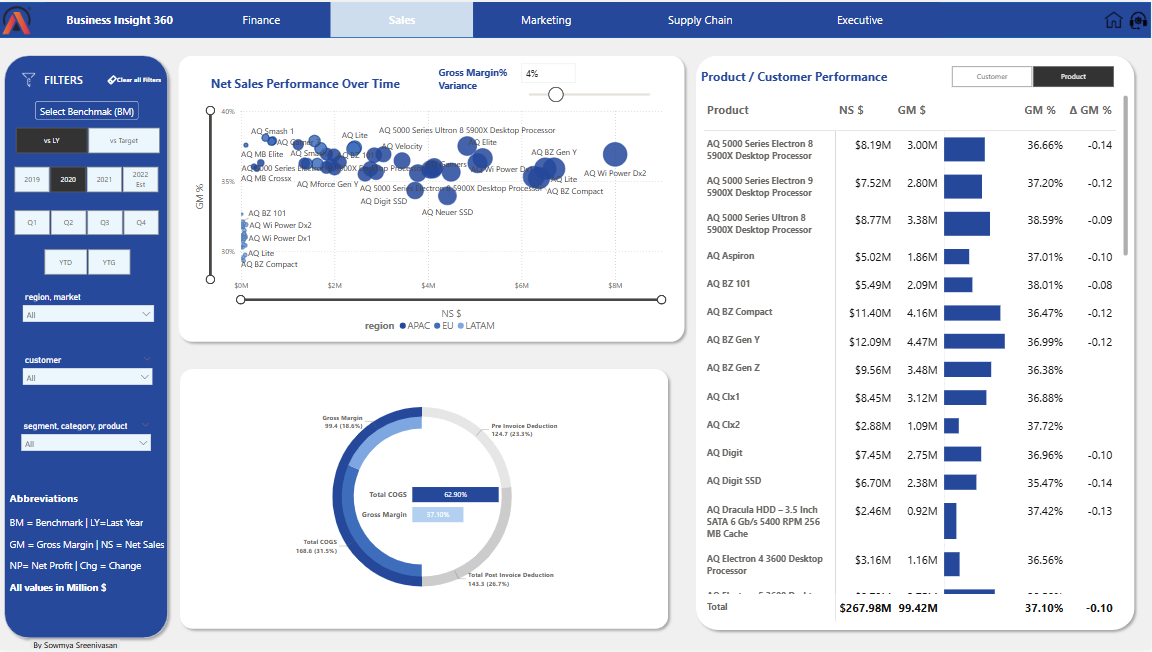 Business Insight 360
Finance
Sales
Marketing
Supply Chain
Executive
FILTERS
Clear all Filters
Select Benchmak (BM)
vs LY
vs Target
2019
2020
2021
2022
Est
Q1
Q2
Q3
Q4
YTD
YTG
region, market
All
customer
All
segment, category, product
All
Abbreviations
BM = Benchmark | LY=Last Year
GM = Gross Margin | NS = Net Sales
NP= Net Profit | Chg = Change
All values in Million $
By Sowmya Sreenivasan
Net Sales Performance Over Time
Gross Margin%
Variance
4%
GM %
40%
35%
30%
AQ Smash 1
AQ Lite
AQ 5000 Series Ultron 8 5900X Desktop Processor
AQ Elite
AQ Velocity
AQ MB Elite
AQ BZ Gen Y
AQ Wi Power Dx2
AQ MB Crossx
AQ Mforce Gen Y
AQ Lite
AQ BZ Compact
AQ Digit SSD
AQ Neuer SSD
AQ BZ 101
AQ Wi Power Dx2
AQ Wi Power Dx1
AQ Lite
AQ BZ Compact
$0M
$2M
$4M
$6M
$8M
NS $
region APAC EU LATAM
Gross Margin
99.4 (18.6%)
Pre Invoice Deduction
124.7 (23.3%)
Total COGS
62.90%
Gross Margin
37.10%
Total COGS
168.6 (31.5%)
Total Post Invoice Deduction
143.3 (26.7%)
Product / Customer Performance
Customer
Product
Product NS $ GM $ GM % Δ GM %
AQ 5000 Series Electron 8
5900X Desktop Processor
$8.19M 3.00M 36.66% -0.14
AQ 5000 Series Electron 9
5900X Desktop Processor
$7.52M 2.80M 37.20% -0.12
AQ 5000 Series Ultron 8
5900X Desktop Processor
$8.77M 3.38M 38.59% -0.09
AQ Aspiron $5.02M 1.86M 37.01% -0.10
AQ BZ 101 $5.49M 2.09M 38.01% -0.08
AQ BZ Compact $11.40M 4.16M 36.47% -0.12
AQ BZ Gen Y $12.09M 4.47M 36.99% -0.12
AQ BZ Gen Z $9.56M 3.48M 36.38%
AQ Clx1 $8.45M 3.12M 36.88%
AQ Clx2 $2.88M 1.09M 37.72%
AQ Digit $7.45M 2.75M 36.96% -0.10
AQ Digit SSD $6.70M 2.38M 35.47% -0.14
AQ Dracula HDD – 3.5 Inch
SATA 6 Gb/s 5400 RPM 256
MB Cache
$2.46M 0.92M 37.42% -0.13
AQ Electron 4 3600 Desktop
Processor
$3.16M 1.16M 36.56%
Total $267.98M 99.42M 37.10% -0.10